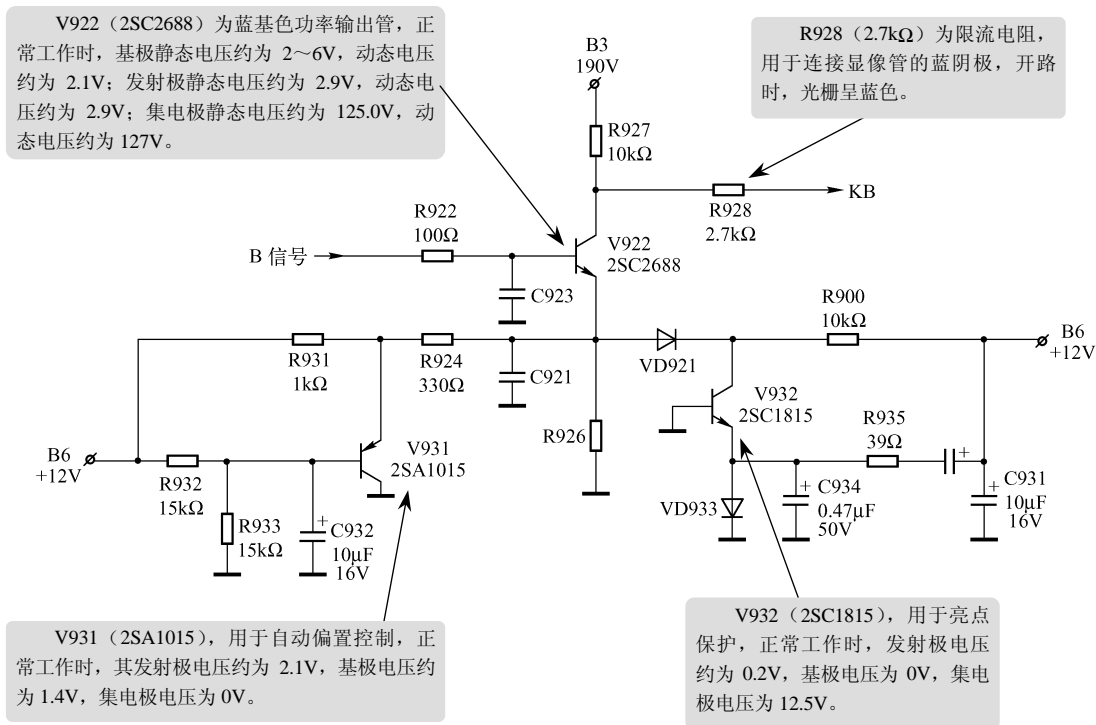 V922（2SC2688）为蓝基色功率输出管，正
常工作时，基极静态电压约为 2～6V，动态电压
约为 2.1V；发射极静态电压约为 2.9V，动态电
压约为 2.9V；集电极静态电压约为 125.0V，动
态电压约为 127V。
R928（2.7kΩ）为限流电阻，
用于连接显像管的蓝阴极，开路
时，光栅呈蓝色。
B3
190V
R927
10kΩ
R928
2.7kΩ
KB
R922
100Ω
B 信号
V922
2SC2688
C923
R931
1kΩ
R924
330Ω
C921
VD921
R900
10kΩ
B6
+12V
R926
V932
2SC1815
R935
39Ω
+
B6
+12V
R932
15kΩ
V931
2SA1015
R933
15kΩ
+
C932
10μF
16V
VD933
+
C934
0.47μF
50V
+
C931
10μF
16V
V931（2SA1015），用于自动偏置控制，正
常工作时，其发射极电压约为 2.1V，基极电压约
为 1.4V，集电极电压为 0V。
V932（2SC1815），用于亮点
保护，正常工作时，发射极电压
约为 0.2V，基极电压为 0V，集电
极电压为 12.5V。